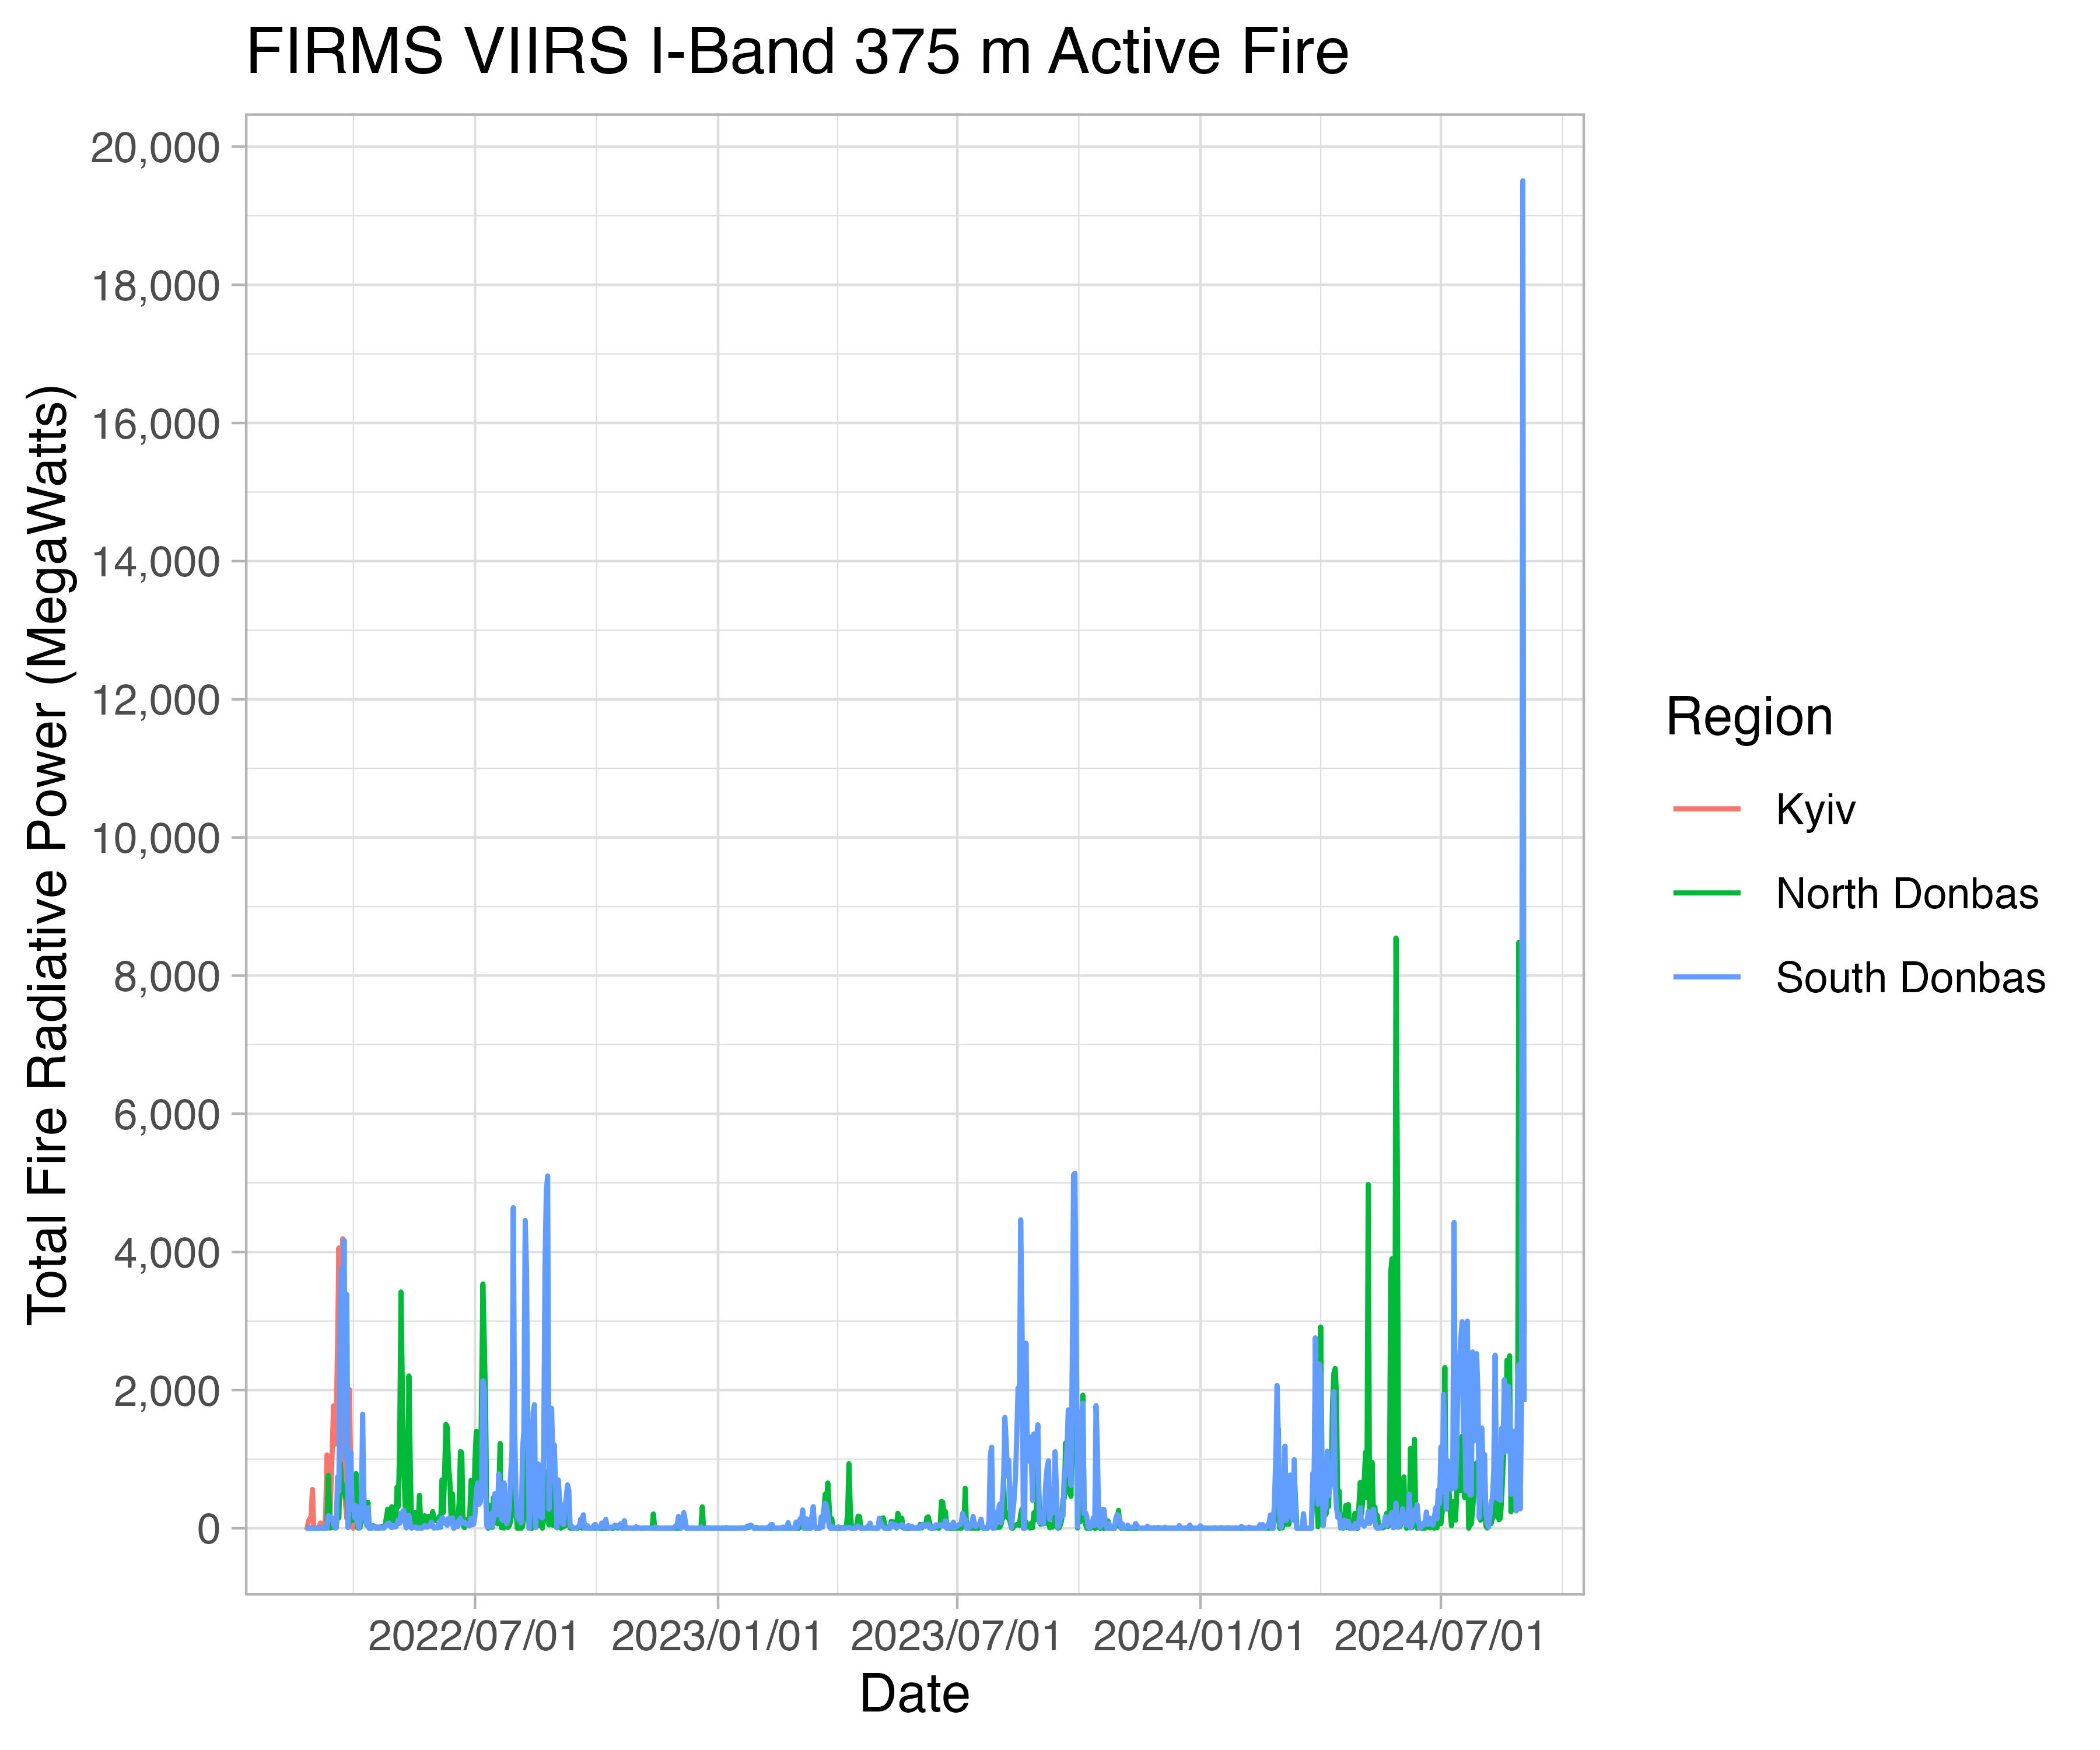 FIRMS VIIRS I-Band 375 m Active Fire
Total Fire Radiative Power (MegaWatts)
20,000
18,000
16,000
14,000
12,000
10,000
8,000
6,000
4,000
2,000
0
2022/07/01
2023/01/01
2023/07/01
2024/01/01
2024/07/01
Date
Region
Kyiv
North Donbas
South Donbas